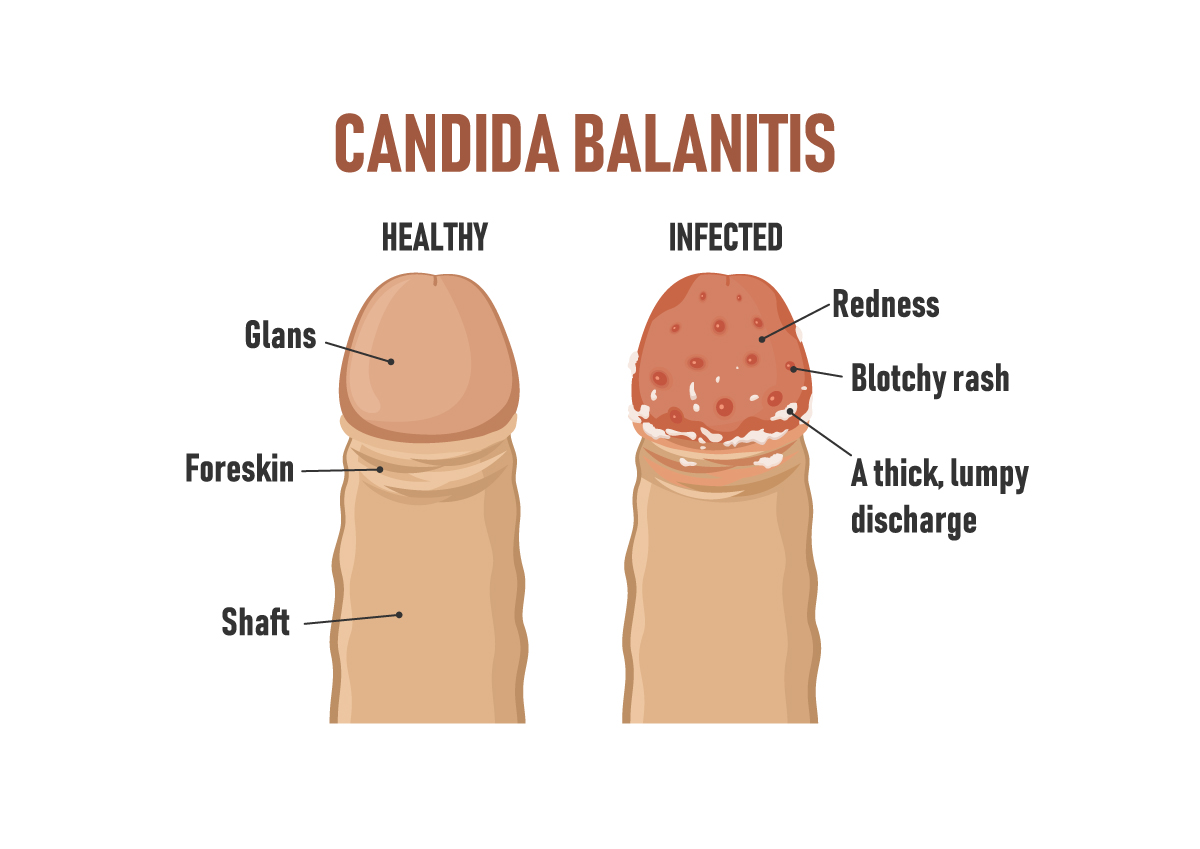 CANDIDA BALANITIS
HEALTHY
INFECTED
Glans
Foreskin
Shaft
Redness
Blotchy rash
A thick, lumpy
discharge